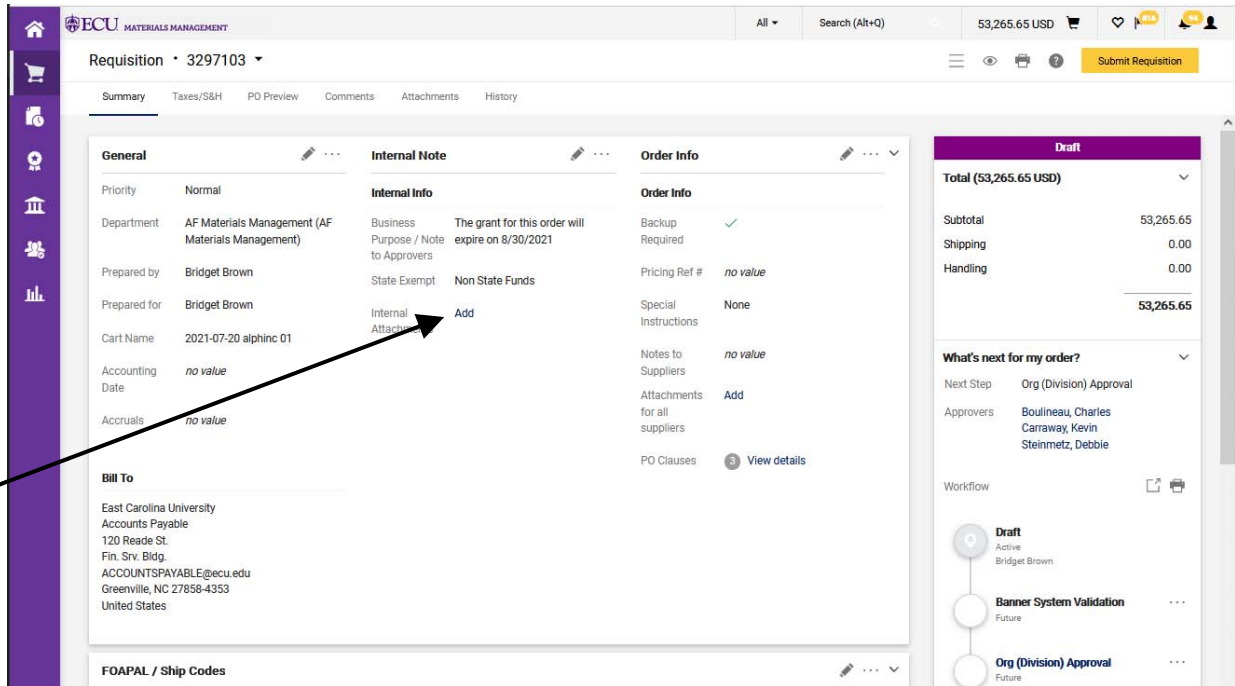 ECU MATERIALS MANAGEMENT
All
Search (Alt+Q)
53,265.65 USD
Requisition • 3297103
Submit Requisition
Summary
Taxes/S&H
PO Preview
Comments
Attachments
History
General
Priority Normal
Department AF Materials Management (AF
Materials Management)
Prepared by Bridget Brown
Prepared for Bridget Brown
Cart Name 2021-07-20 alphinc 01
Accounting no value
Date
Accruals no value
Bill To
East Carolina University
Accounts Payable
120 Reade St.
Fin. Srv. Bldg.
ACCOUNTSPAYABLE@ecu.edu
Greenville, NC 27858-4353
United States
Internal Note
Internal Info
Business The grant for this order will
Purpose / Note expire on 8/30/2021
to Approvers
State Exempt Non State Funds
Internal Add
Attachments
Order Info
Order Info
Backup
Required
Pricing Ref # no value
Special None
Instructions
Notes to no value
Suppliers
Attachments Add
for all
suppliers
PO Clauses 3 View details
FOAPAL / Ship Codes
Draft
Total (53,265.65 USD)
Subtotal 53,265.65
Shipping 0.00
Handling 0.00
53,265.65
What's next for my order?
Next Step Org (Division) Approval
Approvers Boulineau, Charles
Carraway, Kevin
Steinmetz, Debbie
Workflow
Draft
Active
Bridget Brown
Banner System Validation
Future
Org (Division) Approval
Future